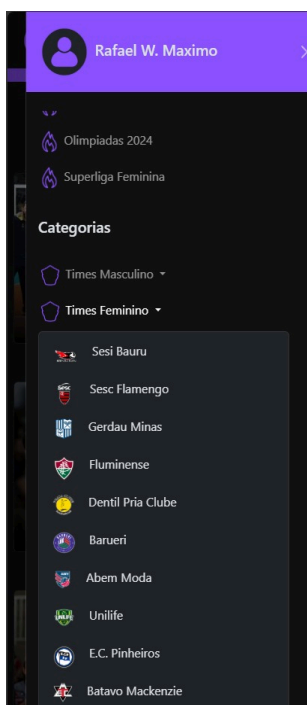 Rafael W. Maximo
Olimpiadas 2024
Superliga Feminina
Categorias
Times Masculino
Times Feminino
Sesi Bauru
Sesc Flamengo
Gerdau Minas
Fluminense
Dentil Pria Clube
Barueri
Abem Moda
Unilife
E.C. Pinheiros
Batavo Mackenzie